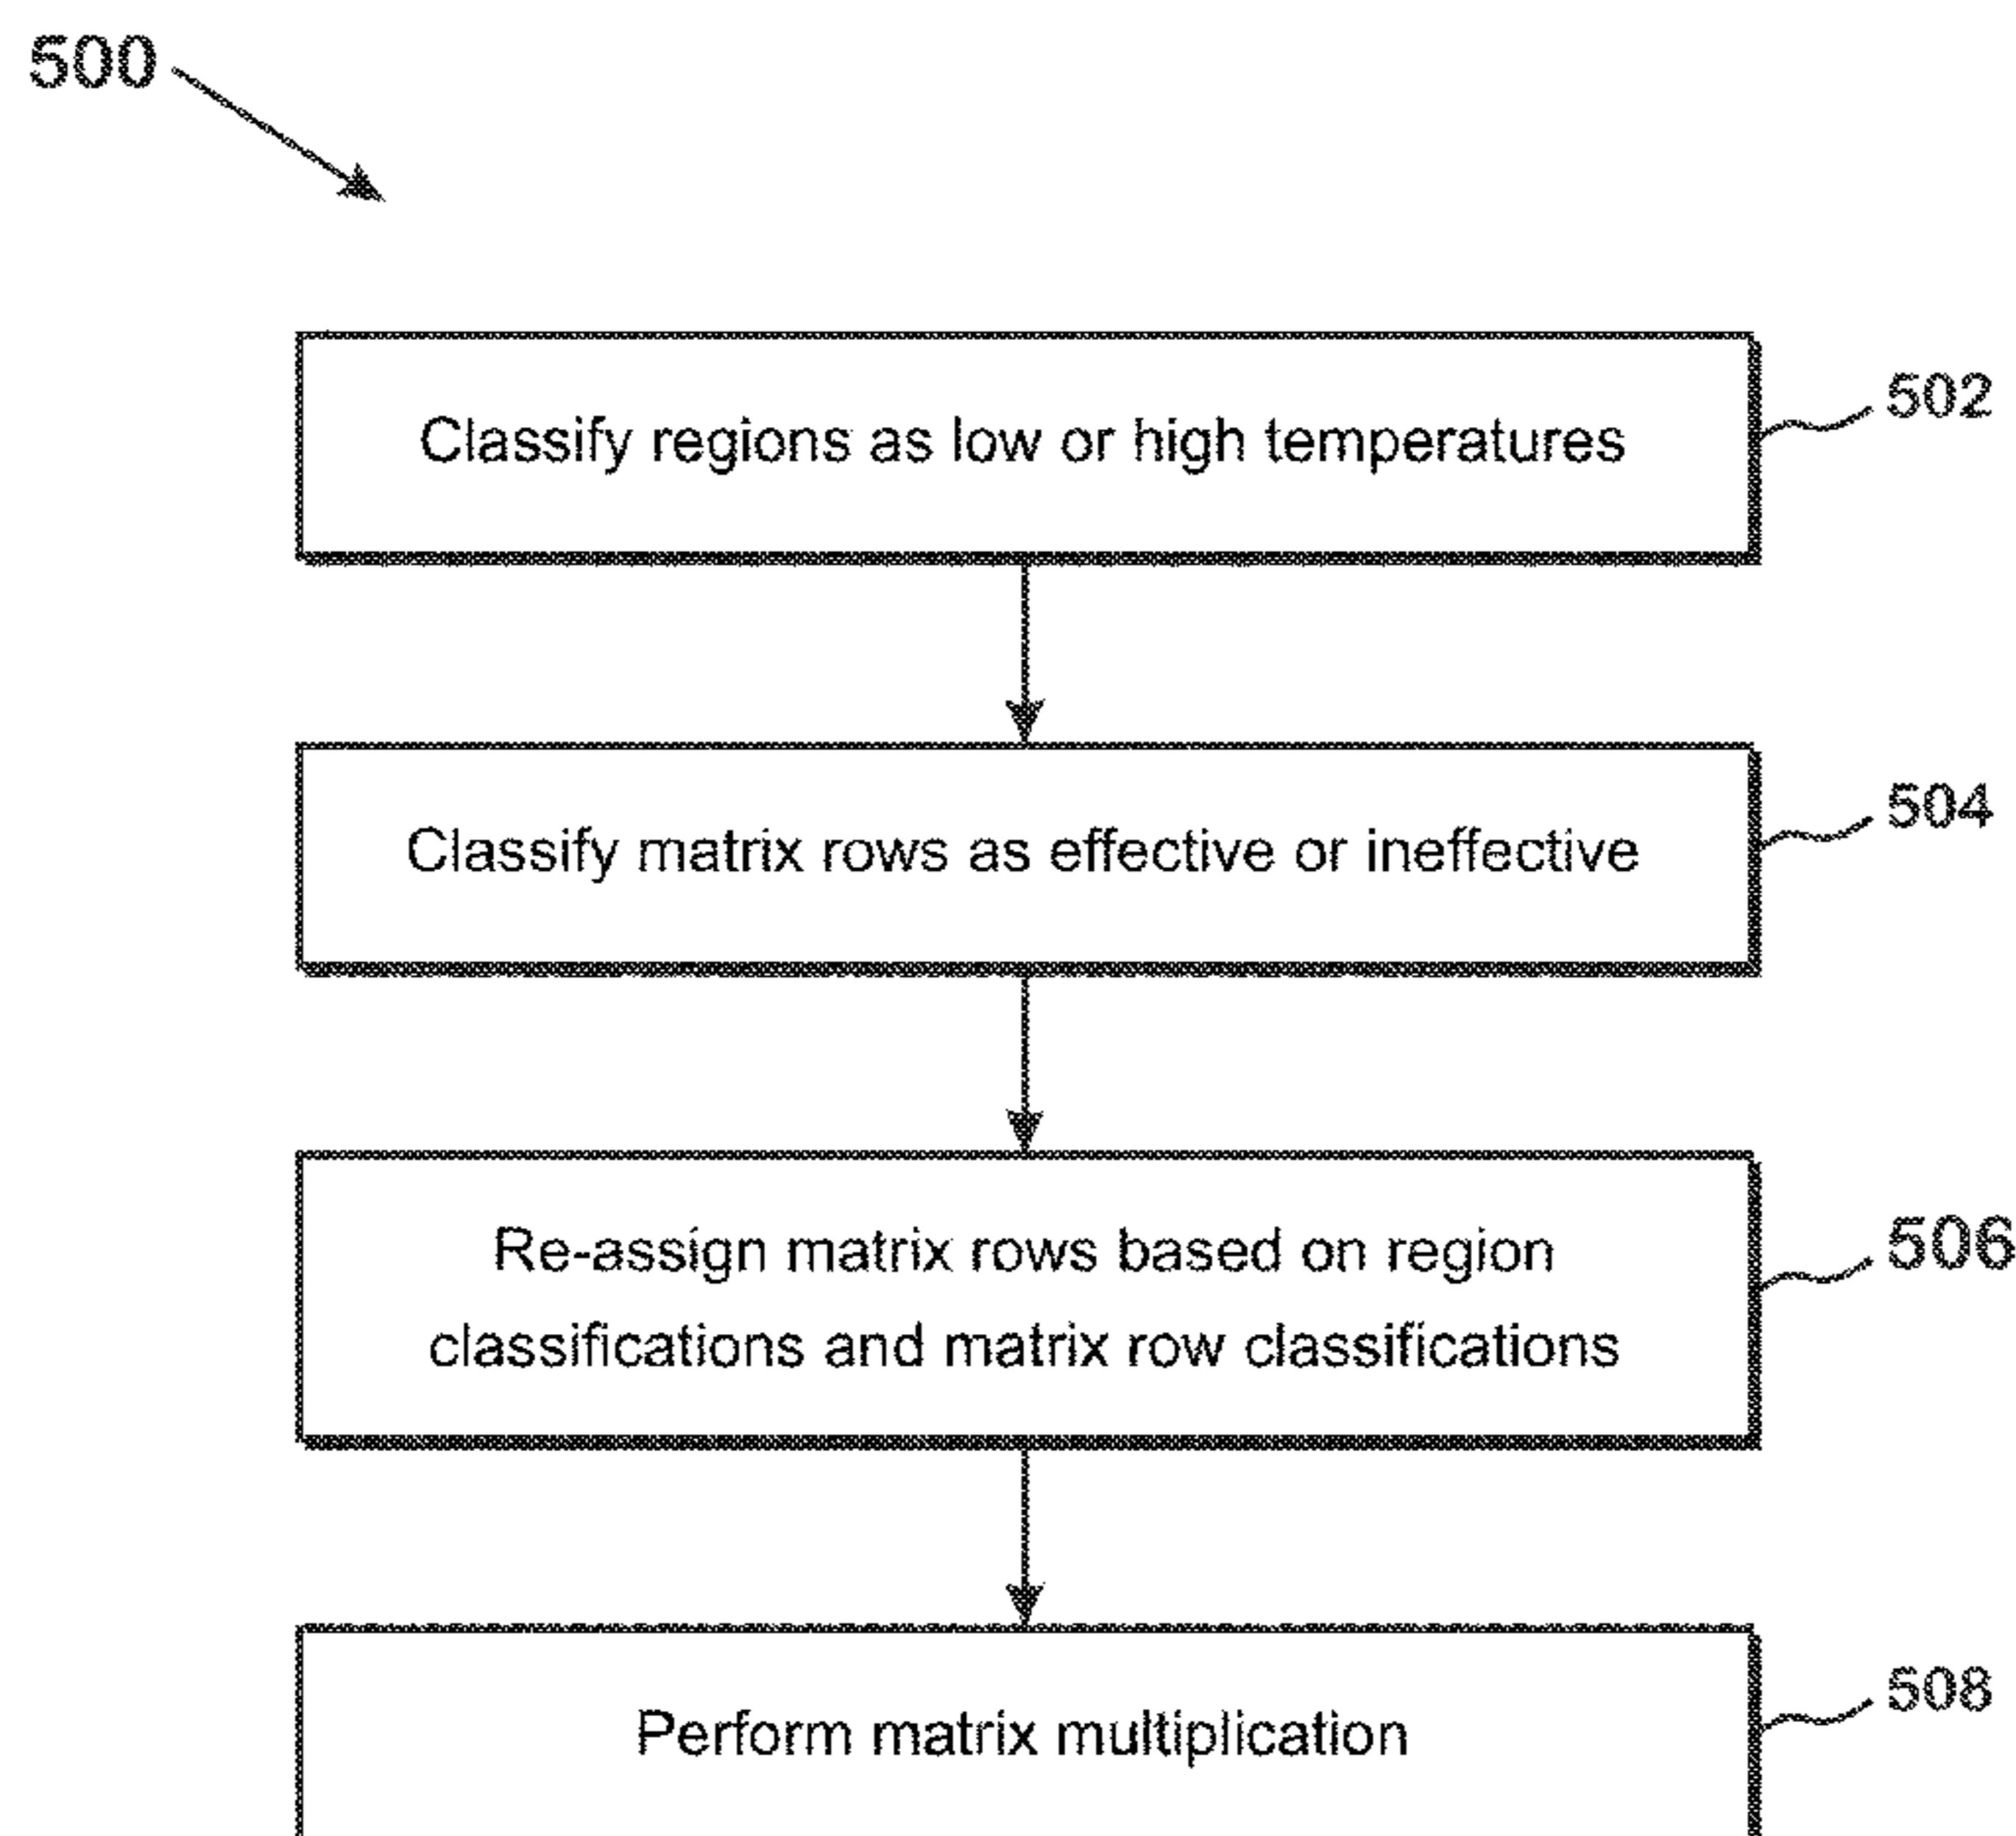 500
Classify regions as low or high temperatures
502
Classify matrix rows as effective or ineffective
504
Re-assign matrix rows based on region
classifications and matrix row classifications
506
Perform matrix multiplication
508